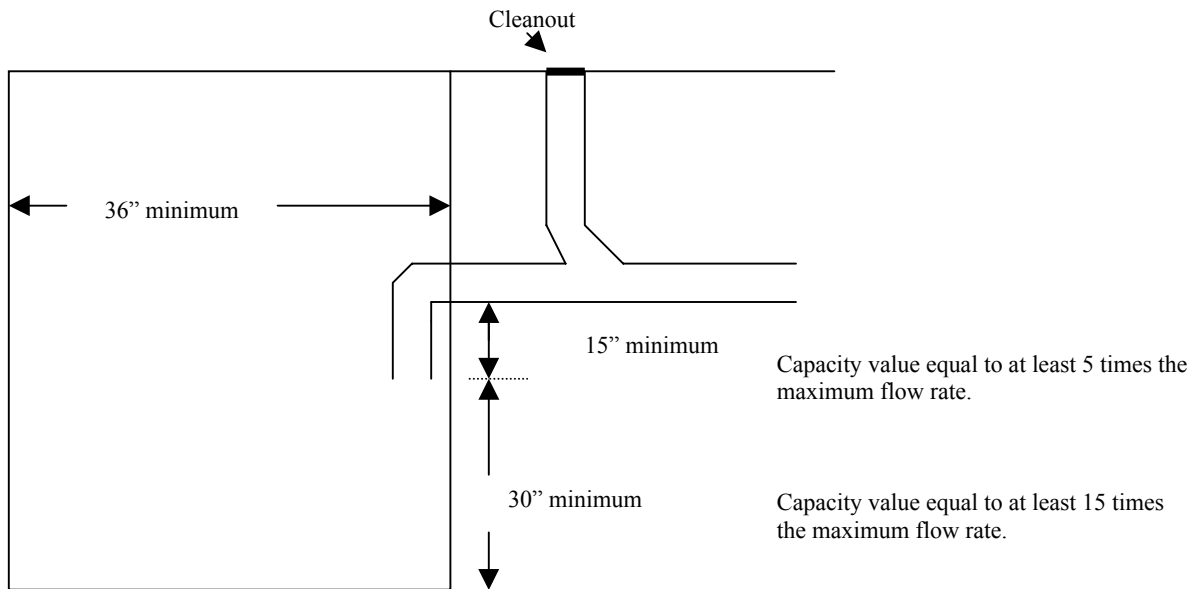 Cleanout
36” minimum
15” minimum
Capacity value equal to at least 5 times the
maximum flow rate.
30” minimum
Capacity value equal to at least 15 times
the maximum flow rate.